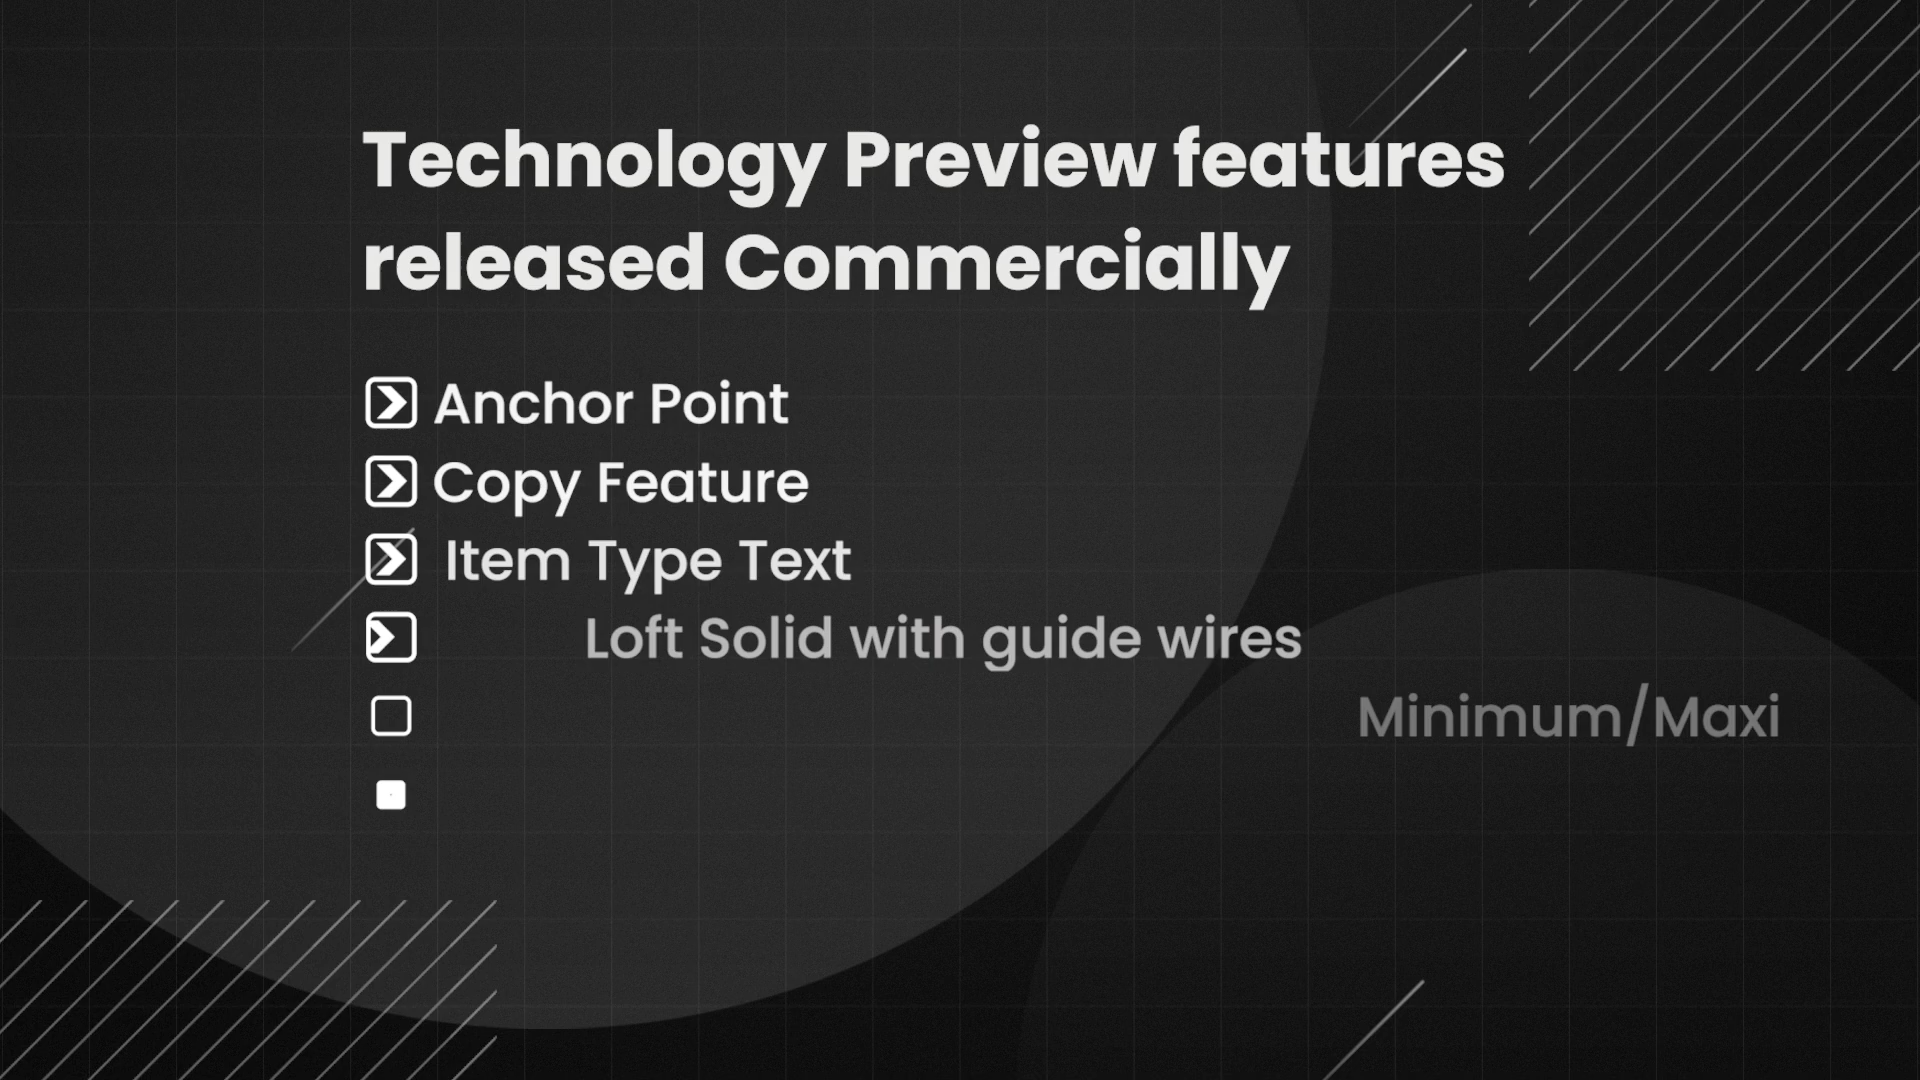 Technology Preview features
released Commercially
Anchor Point
Copy Feature
Item Type Text
Loft Solid with guide wires
Minimum/Maxi